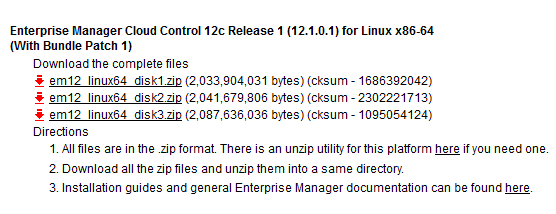 Enterprise Manager Cloud Control 12c Release 1 (12.1.0.1) for Linux x86-64
(With Bundle Patch 1)
Download the complete files
em12_linux64_disk1.zip (2,033,904,031 bytes) (cksum - 1686392042)
em12_linux64_disk2.zip (2,041,679,806 bytes) (cksum - 2302221713)
em12_linux64_disk3.zip (2,087,636,036 bytes) (cksum - 1095054124)
Directions
1. All files are in the .zip format. There is an unzip utility for this platform here if you need one.
2. Download all the zip files and unzip them into a same directory.
3. Installation guides and general Enterprise Manager documentation can be found here.